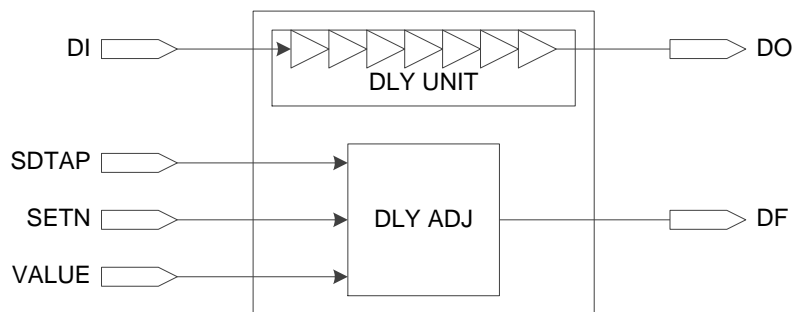 DI
DO
DLY UNIT
SDTAP
SETN
DLY ADJ
DF
VALUE